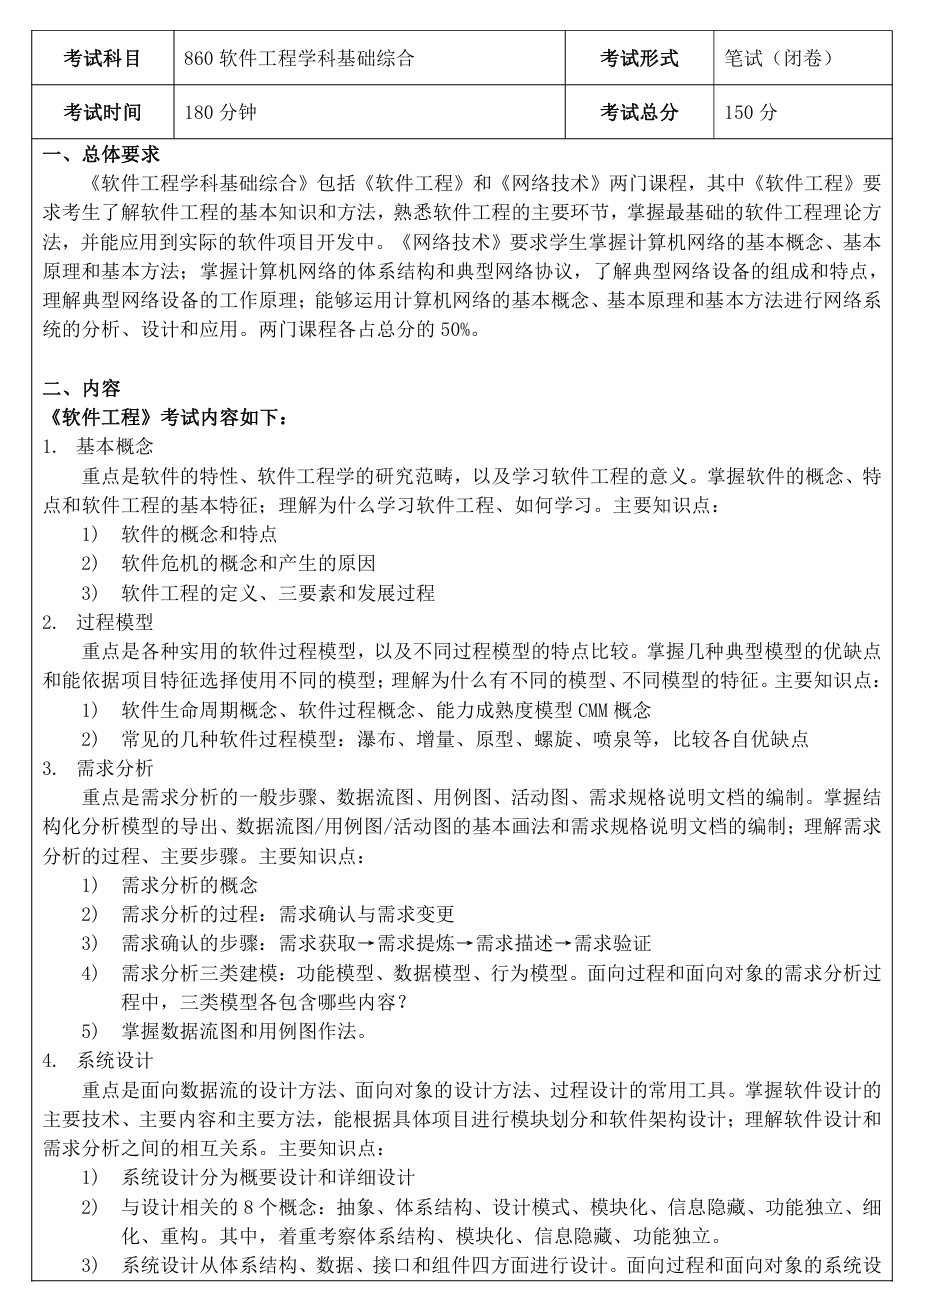 考试科目 860 软件工程学科基础综合 考试形式 笔试（闭卷）
考试时间 180 分钟 考试总分 150 分
一、总体要求
《软件工程学科基础综合》包括《软件工程》和《网络技术》两门课程，其中《软件工程》要
求考生了解软件工程的基本知识和方法，熟悉软件工程的主要环节，掌握最基础的软件工程理论方
法，并能应用到实际的软件项目开发中。《网络技术》要求学生掌握计算机网络的基本概念、基本
原理和基本方法；掌握计算机网络的体系结构和典型网络协议，了解典型网络设备的组成和特点，
理解典型网络设备的工作原理；能够运用计算机网络的基本概念、基本原理和基本方法进行网络系
统的分析、设计和应用。两门课程各占总分的 50%。
二、内容
《软件工程》考试内容如下：
1. 基本概念
重点是软件的特性、软件工程学的研究范畴，以及学习软件工程的意义。掌握软件的概念、特
点和软件工程的基本特征；理解为什么学习软件工程、如何学习。主要知识点：
1) 软件的概念和特点
2) 软件危机的概念和产生的原因
3) 软件工程的定义、三要素和发展过程
2. 过程模型
重点是各种实用的软件过程模型，以及不同过程模型的特点比较。掌握几种典型模型的优缺点
和能依据项目特征选择使用不同的模型；理解为什么有不同的模型、不同模型的特征。主要知识点：
1) 软件生命周期概念、软件过程概念、能力成熟度模型 CMM 概念
2) 常见的几种软件过程模型：瀑布、增量、原型、螺旋、喷泉等，比较各自优缺点
3. 需求分析
重点是需求分析的一般步骤、数据流图、用例图、活动图、需求规格说明文档的编制。掌握结
构化分析模型的导出、数据流图/用例图/活动图的基本画法和需求规格说明文档的编制；理解需求
分析的过程、主要步骤。主要知识点：
1) 需求分析的概念
2) 需求分析的过程：需求确认与需求变更
3) 需求确认的步骤：需求获取→需求提炼→需求描述→需求验证
4) 需求分析三类建模：功能模型、数据模型、行为模型。面向过程和面向对象的需求分析过
程中，三类模型各包含哪些内容？
5) 掌握数据流图和用例图作法。
4. 系统设计
重点是面向数据流的设计方法、面向对象的设计方法、过程设计的常用工具。掌握软件设计的
主要技术、主要内容和主要方法，能根据具体项目进行模块划分和软件架构设计；理解软件设计和
需求分析之间的相互关系。主要知识点：
1) 系统设计分为概要设计和详细设计
2) 与设计相关的 8 个概念：抽象、体系结构、设计模式、模块化、信息隐藏、功能独立、细
化、重构。其中，着重考察体系结构、模块化、信息隐藏、功能独立。
3) 系统设计从体系结构、数据、接口和组件四方面进行设计。面向过程和面向对象的系统设